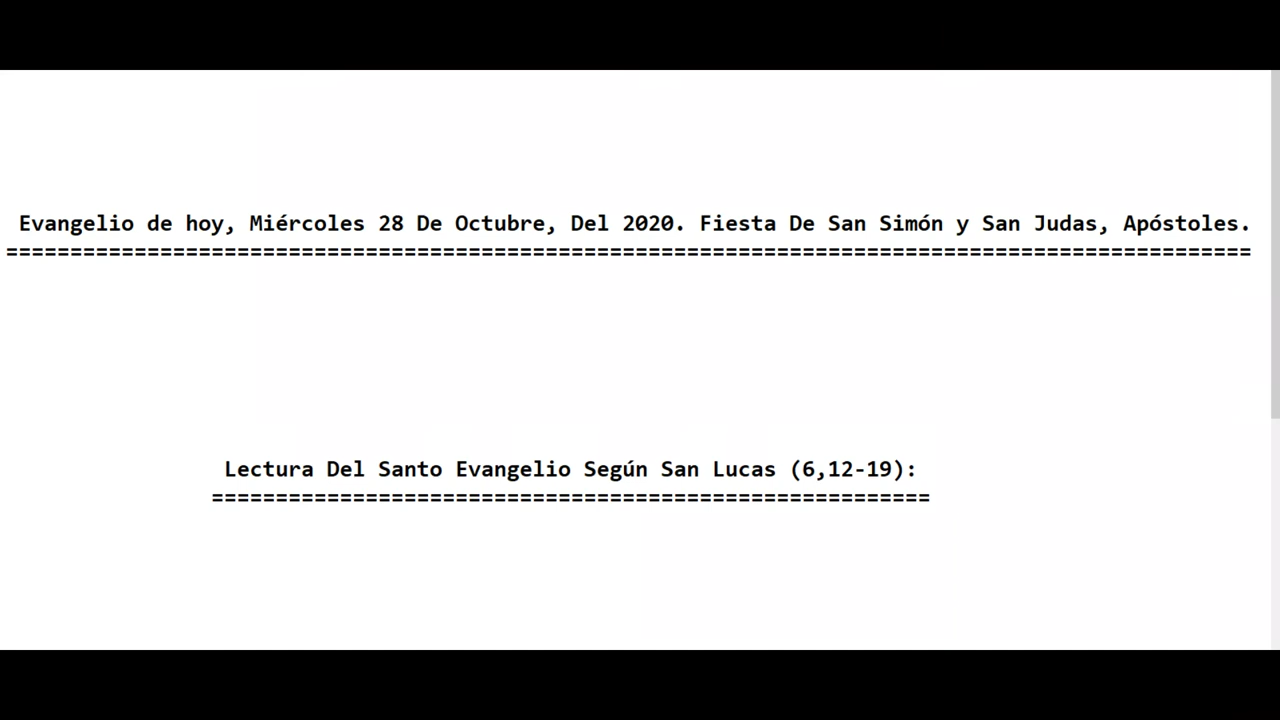 Evangelio de hoy, Miércoles 28 De Octubre, Del 2020. Fiesta De San Simón y San Judas, Apóstoles.
=================================================================================================
Lectura Del Santo Evangelio Según San Lucas (6,12-19):
========================================================